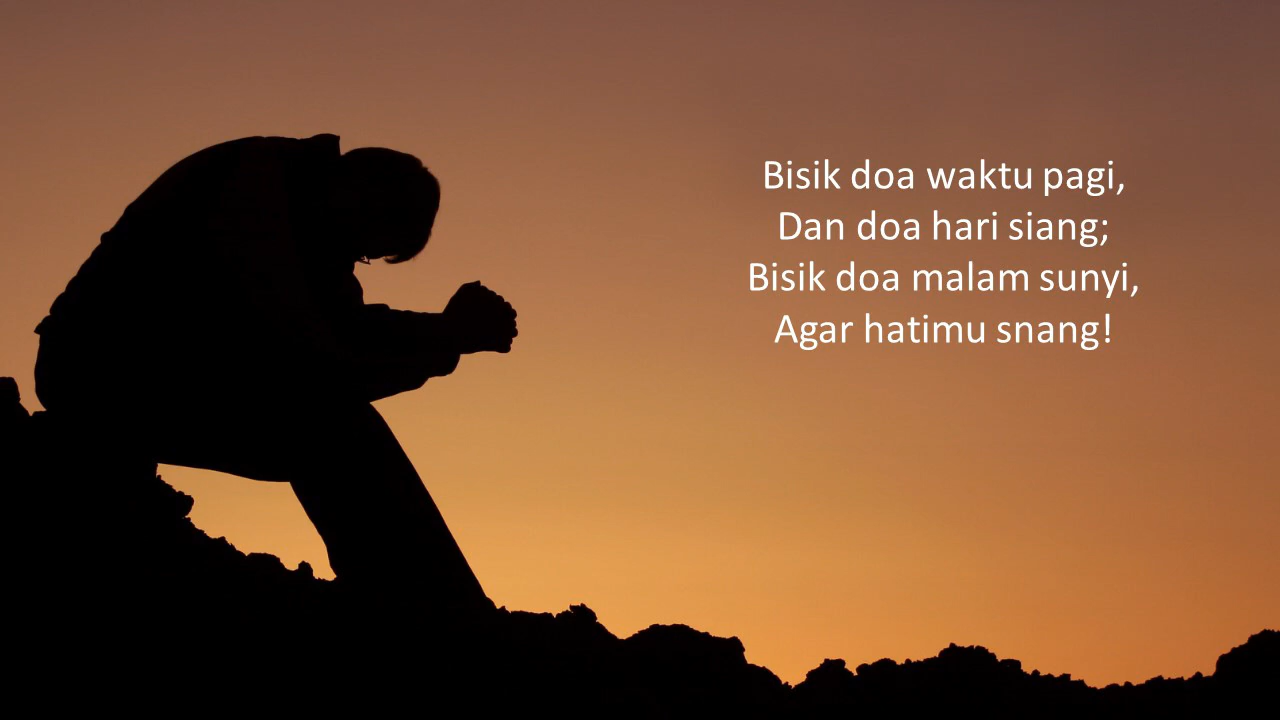 Bisik doa waktu pagi,
Dan doa hari siang;
Bisik doa malam sunyi,
Agar hatimu snang!